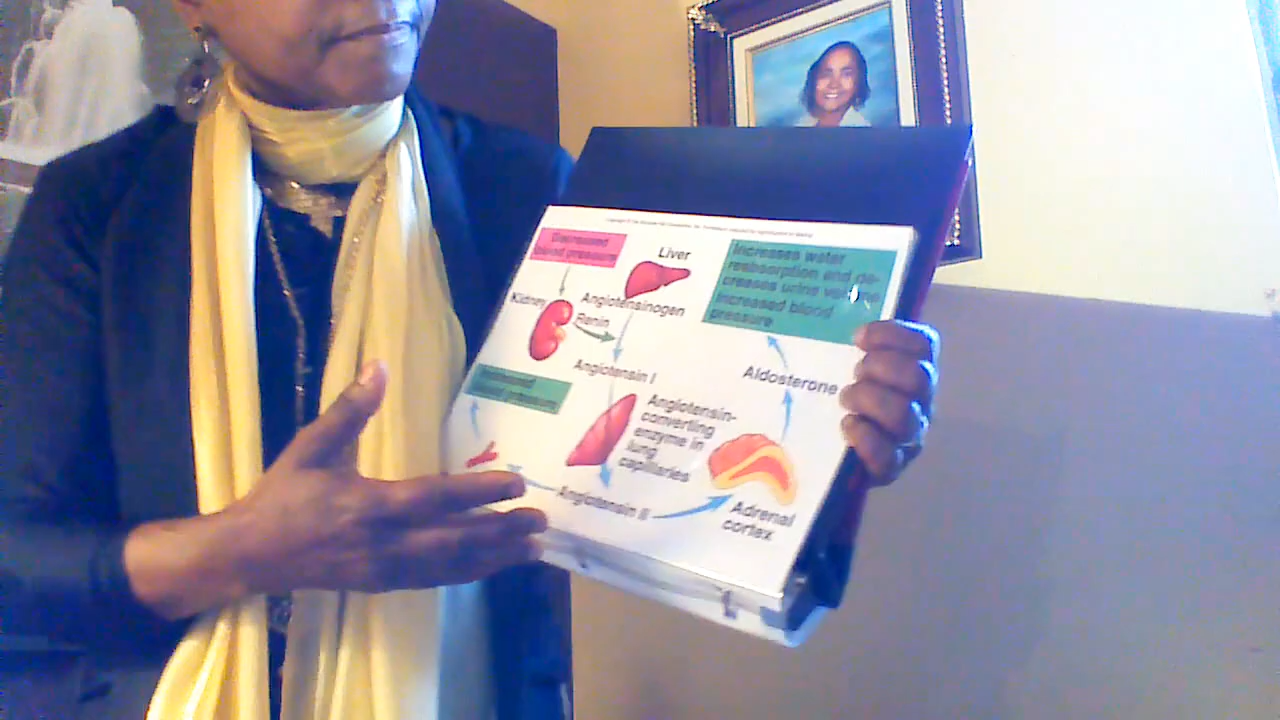 Decreased
blood pressure
Liver
Increases water
reabsorption and de-
creases urine
increased blood
pressure
Kidney
Angiotensinogen
Renin
Angiotensin I
Aldosterone
Angiotensin-
converting
enzyme in
lung
capillaries
Angiotensin II
Adrenal
cortex